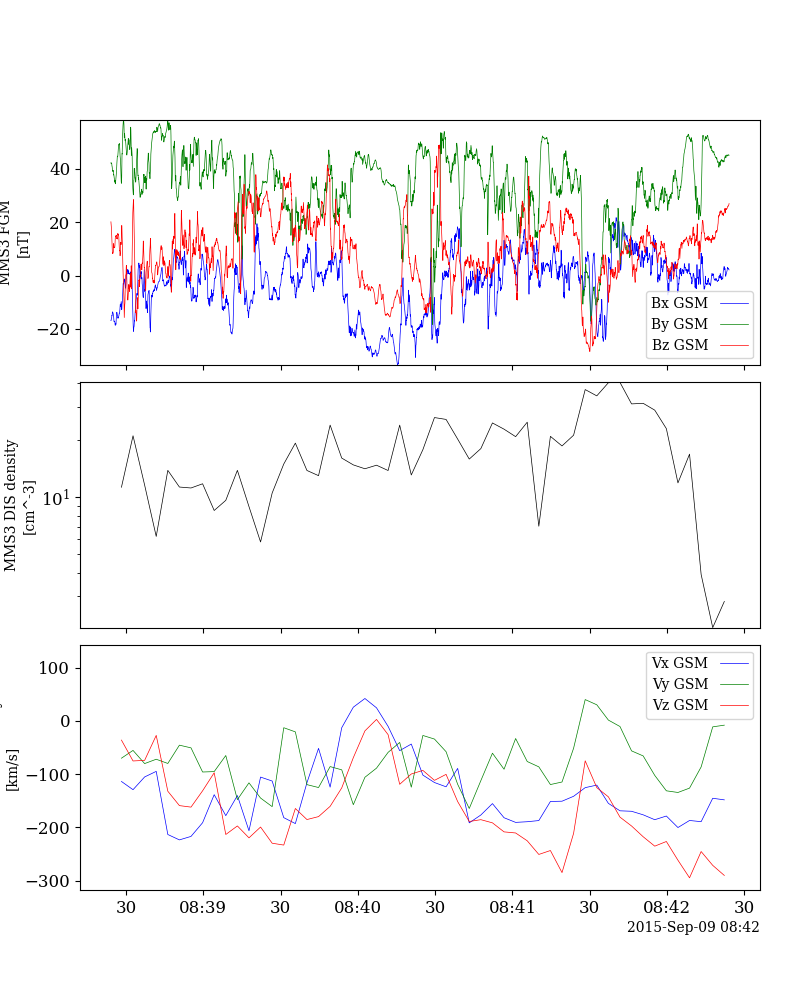 40
20
0
−20
MMS3 FGM
[nT]
Bx GSM
By GSM
Bz GSM
10^1
MMS3 DIS density
[cm^-3]
100
0
−100
−200
−300
[km/s]
Vx GSM
Vy GSM
Vz GSM
30 08:39 30 08:40 30 08:41 30 08:42 30
2015-Sep-09 08:42